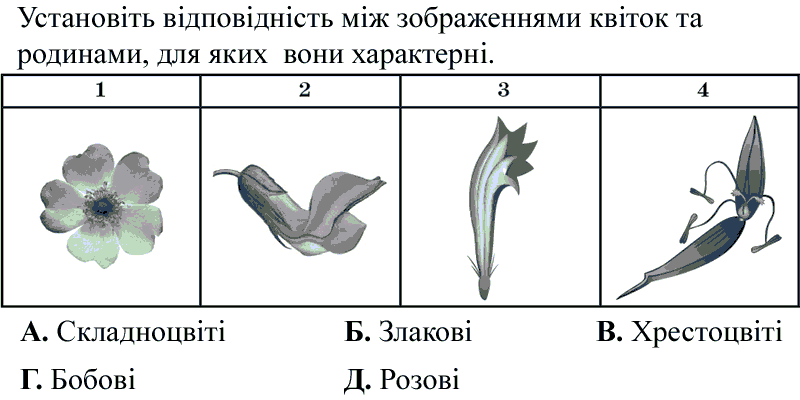 Установіть відповідність між зображеннями квіток та
родинами, для яких вони характерні.
1 2 3 4
А. Складноцвіті Б. Злакові В. Хрестоцвіті
Г. Бобові Д. Розові